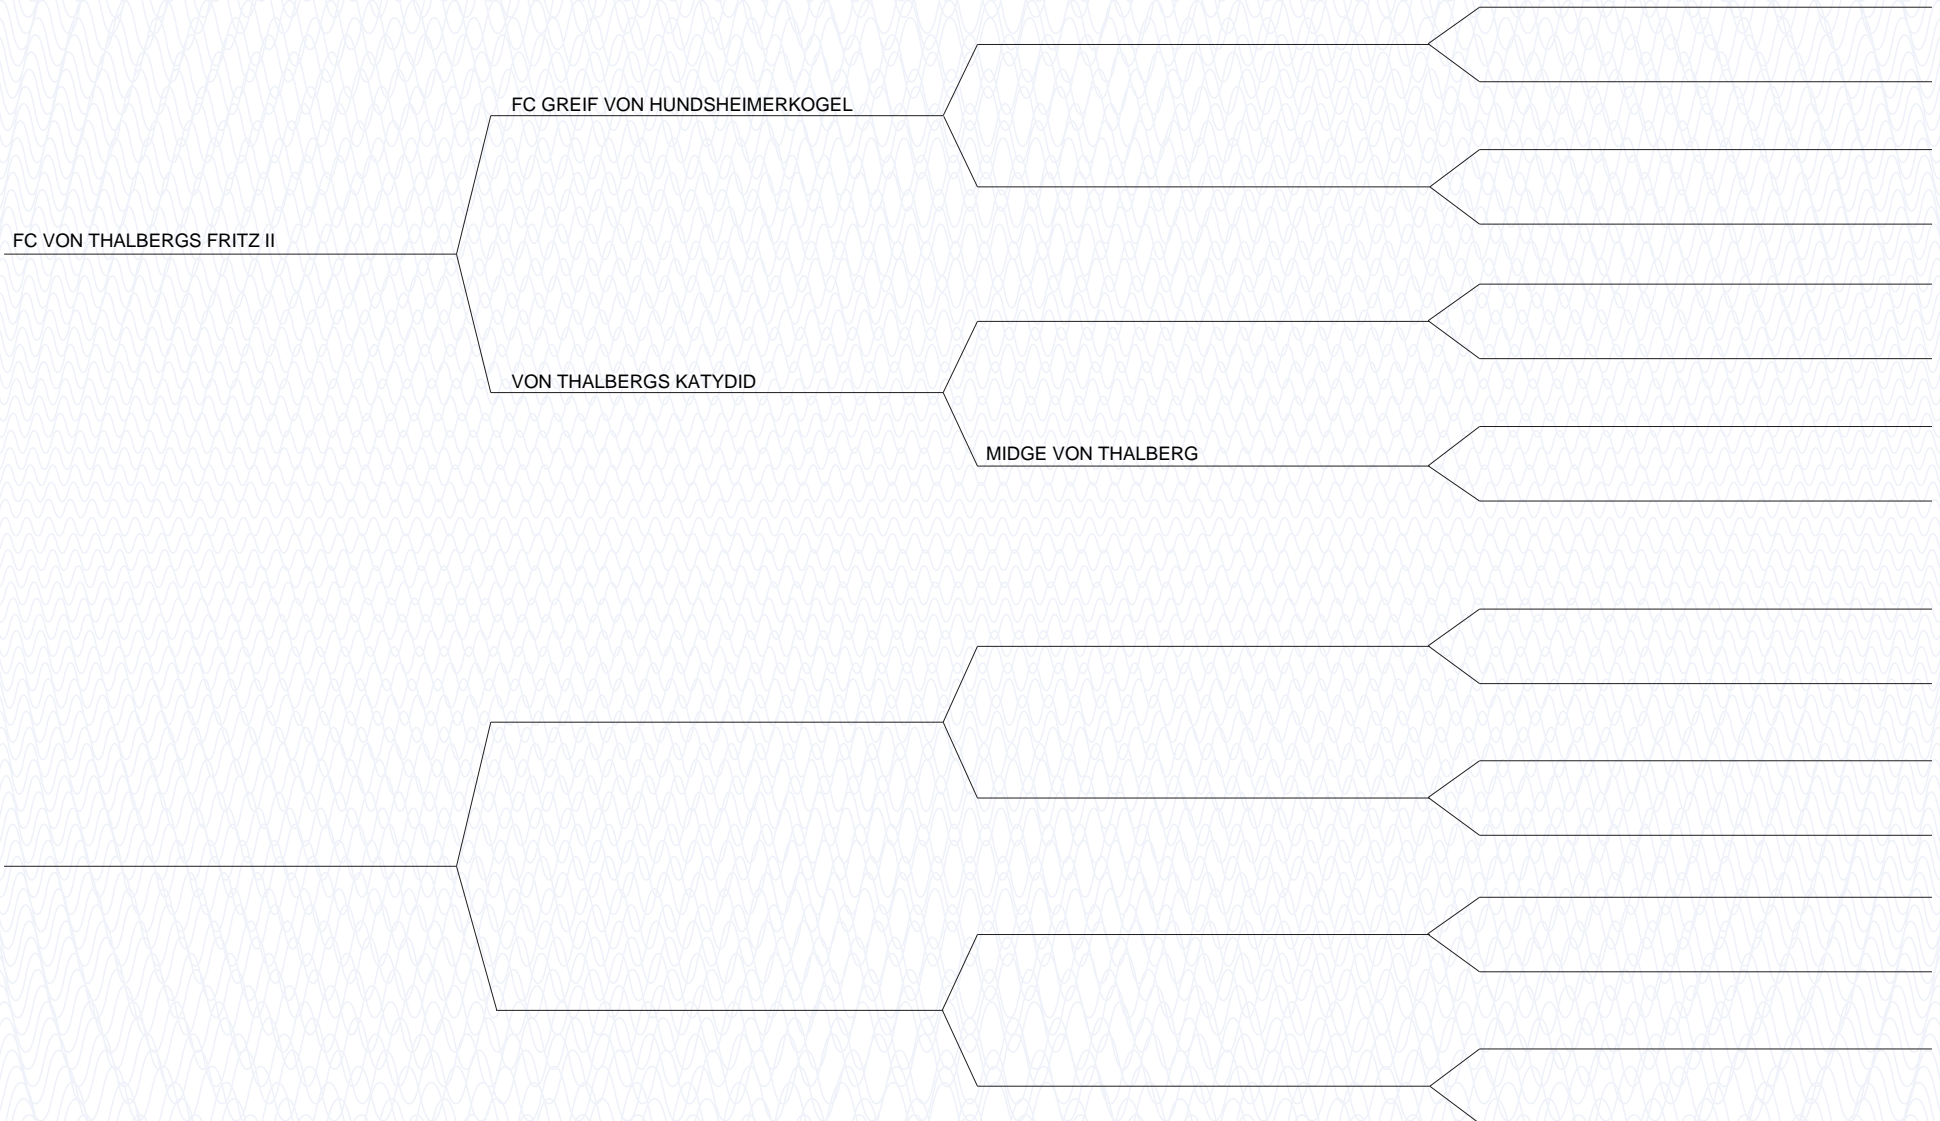 FC GREIF VON HUNDSHEIMERKOGEL
FC VON THALBERGS FRITZ II
VON THALBERGS KATYDID
MIDGE VON THALBERG